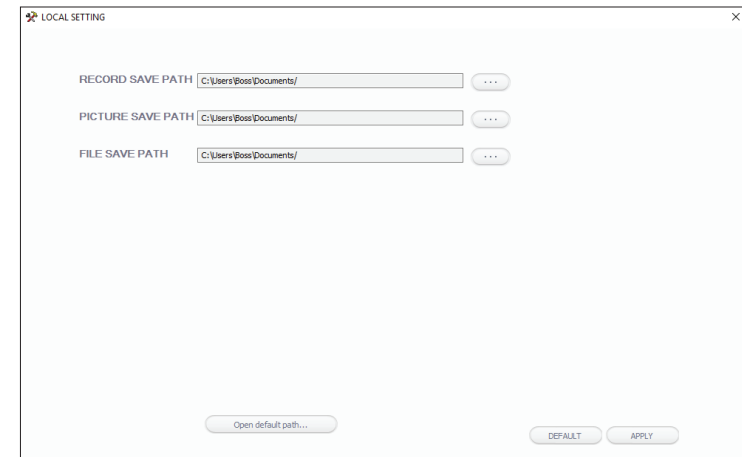 LOCAL SETTING
RECORD SAVE PATH C:\Users\Boss\Documents/ ...
PICTURE SAVE PATH C:\Users\Boss\Documents/ ...
FILE SAVE PATH C:\Users\Boss\Documents/ ...
Open default path...
DEFAULT APPLY